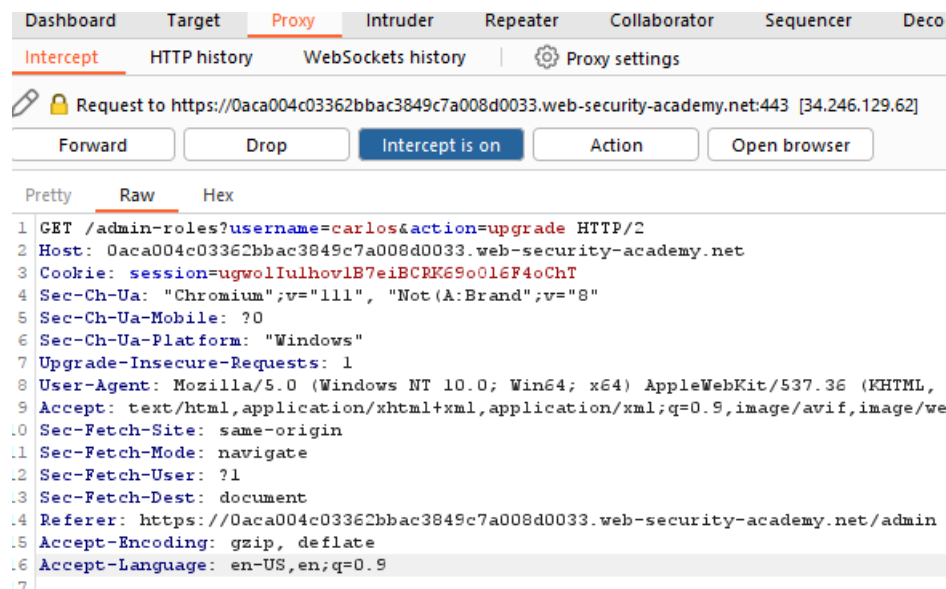 Dashboard Target Proxy Intruder Repeater Collaborator Sequencer Deco
Intercept HTTP history WebSockets history Proxy settings
Request to https://0aca004c03362bbac3849c7a008d0033.web-security-academy.net:443 [34.246.129.62]
Forward Drop Intercept is on Action Open browser
Pretty Raw Hex
1 GET /admin-roles?username=carlos&action=upgrade HTTP/2
2 Host: 0aca004c03362bbac3849c7a008d0033.web-security-academy.net
3 Cookie: session=ugwolIulhovlB7eiBCRK69o016F4oChT
4 Sec-Ch-Ua: "Chromium";v="111", "Not(A:Brand";v="8"
5 Sec-Ch-Ua-Mobile: ?0
6 Sec-Ch-Ua-Platform: "Windows"
7 Upgrade-Insecure-Requests: 1
8 User-Agent: Mozilla/5.0 (Windows NT 10.0; Win64; x64) AppleWebKit/537.36 (KHTML,
9 Accept: text/html,application/xhtml+xml,application/xml;q=0.9,image/avif,image/we
10 Sec-Fetch-Site: same-origin
11 Sec-Fetch-Mode: navigate
12 Sec-Fetch-User: ?1
13 Sec-Fetch-Dest: document
14 Referer: https://0aca004c03362bbac3849c7a008d0033.web-security-academy.net/admin
15 Accept-Encoding: gzip, deflate
16 Accept-Language: en-US,en;q=0.9
17